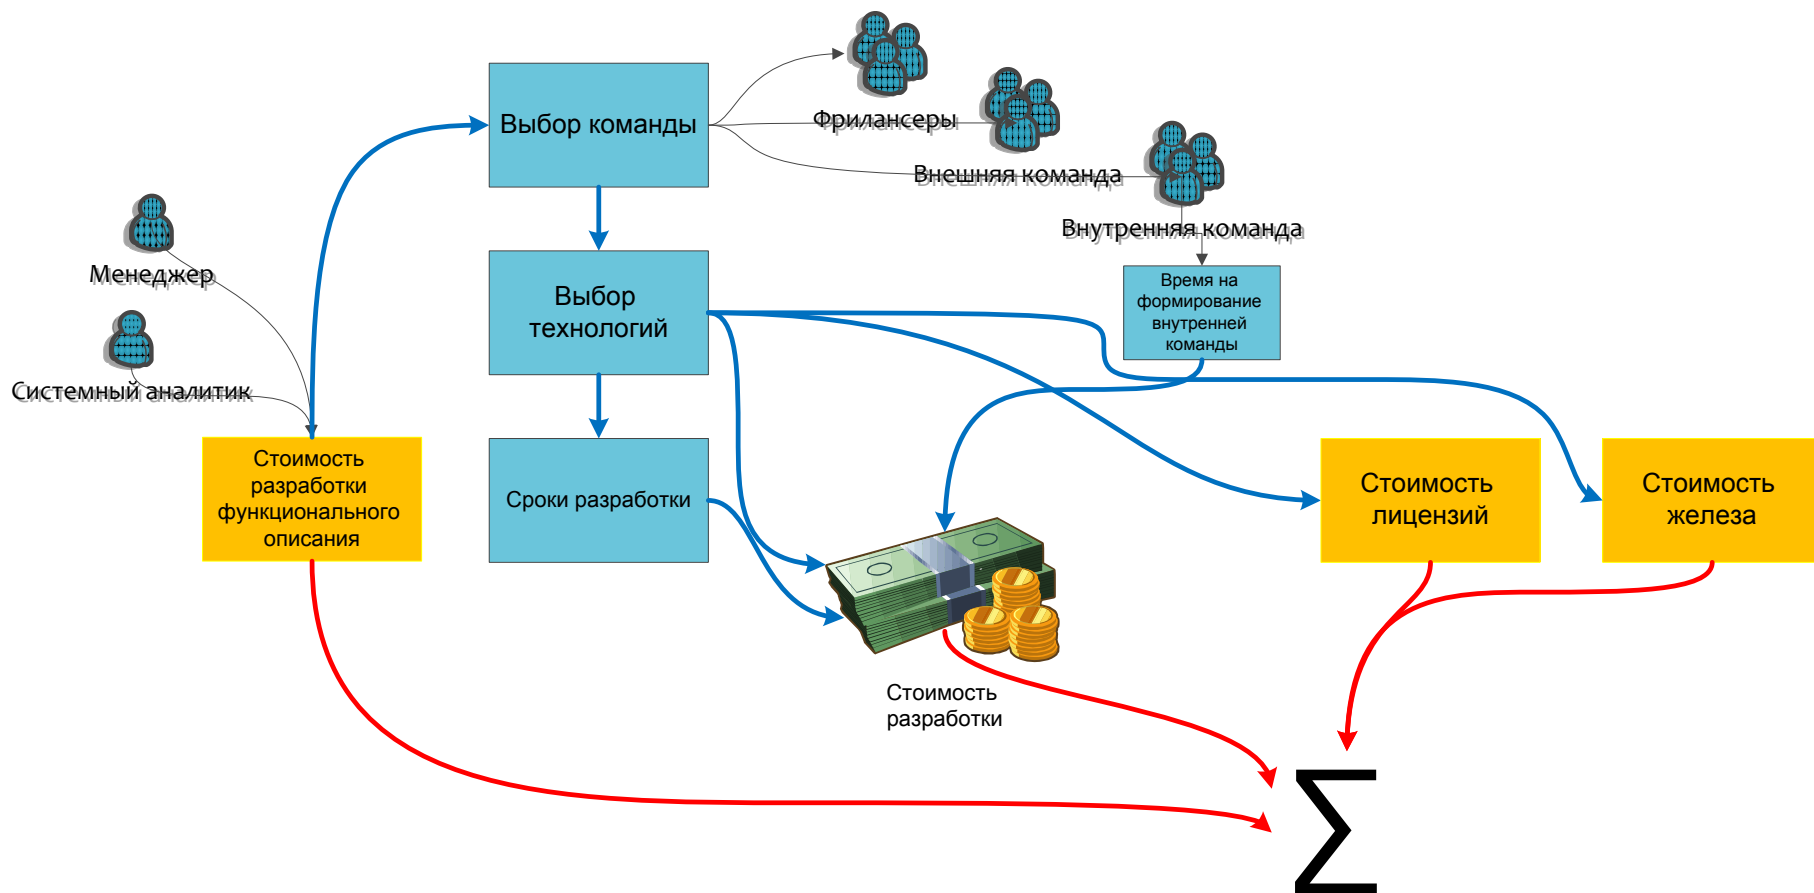 Фрилансеры
Выбор команды
Внешняя команда
Внутренняя команда
Менеджер
Время на
формирование
внутренней
команды
Выбор
технологий
Системный аналитик
Стоимость
разработки
функционального
описания
Сроки разработки
Стоимость
лицензий
Стоимость
железа
Стоимость
разработки
∑